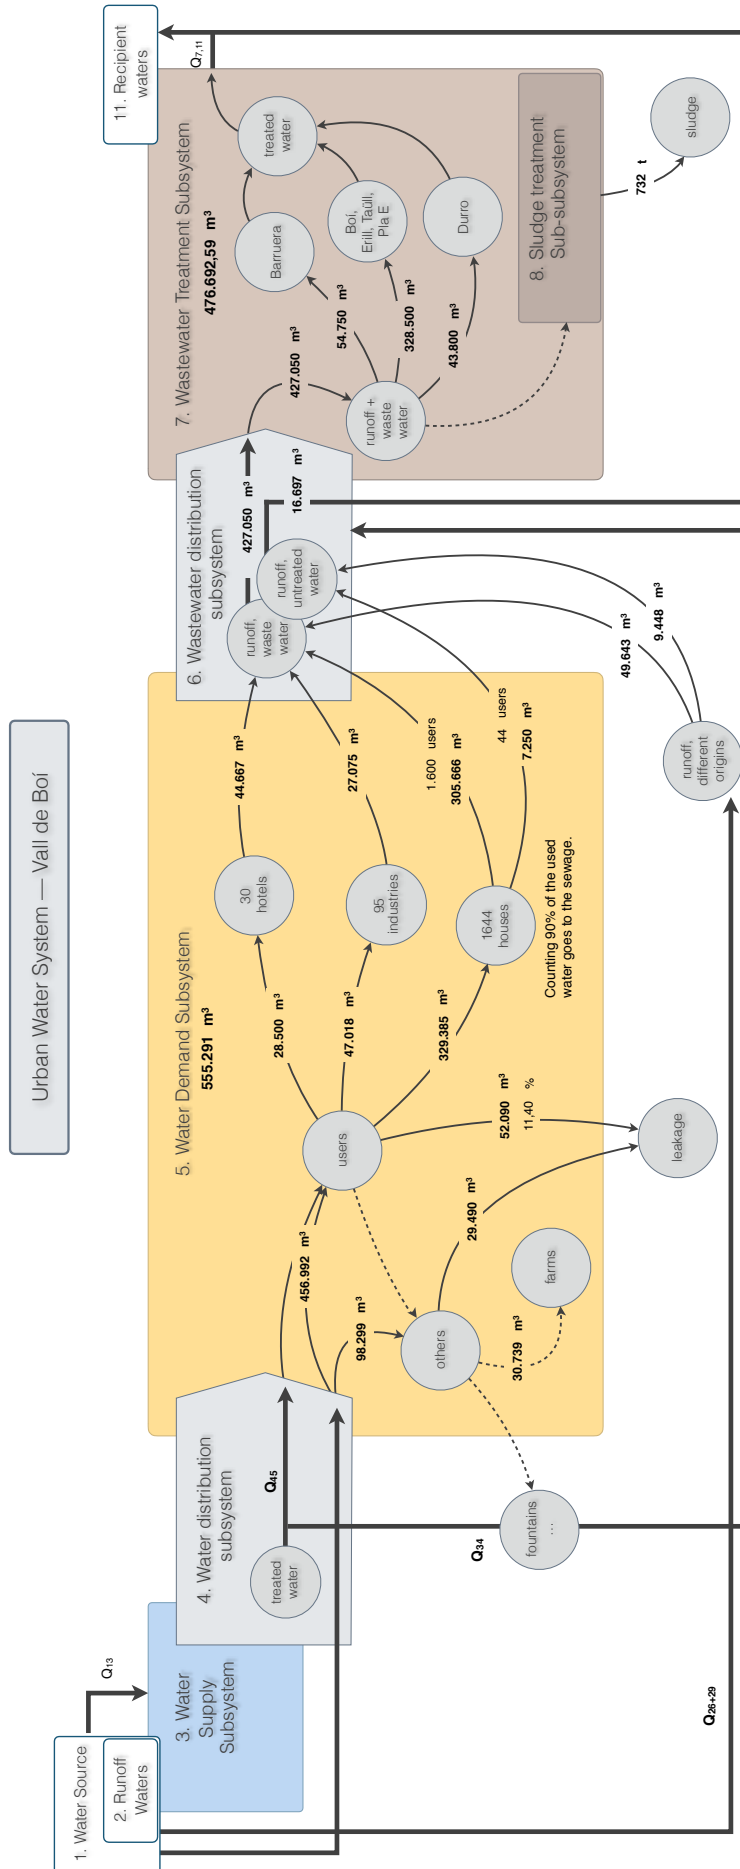 Urban Water System — Vall de Boí
1. Water Source
2. Runoff
Waters
Q13
3. Water
Supply
Subsystem
4. Water distribution
subsystem
treated
water
Q45
Q34
Q26+29
5. Water Demand Subsystem
555.291 m³
456.992 m³
98.299 m³
users
others
fountains
...
farms
30.739 m³
29.490 m³
leakage
52.090 m³
11,40 %
28.500 m³
47.018 m³
329.385 m³
30
hotels
95
industries
1644
houses
Counting 90% of the used
water goes to the sewage.
44.667 m³
27.075 m³
1.600 users
305.666 m³
44 users
7.250 m³
runoff,
different
origins
49.643 m³
9.448 m³
6. Wastewater distribution
subsystem
runoff,
waste
water
runoff,
untreated
water
427.050 m³
16.697 m³
7. Wastewater Treatment Subsystem
476.692,59 m³
427.050 m³
runoff +
waste
water
54.750 m³
328.500 m³
43.800 m³
Barruera
Boí,
Erill, Taüll,
Pla E
Durro
treated
water
8. Sludge treatment
Sub-subsystem
732 t
sludge
Q7,11
11. Recipient
waters